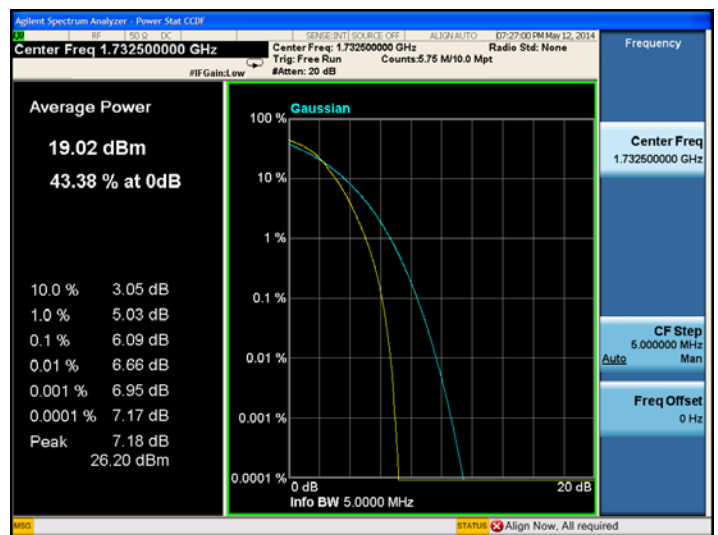 Agilent Spectrum Analyzer - Power Stat CCDF
RF 50 Ω DC SENSE:INT SOURCE OFF ALIGN AUTO 07:27:00 PM May 12, 2014
Center Freq 1.732500000 GHz
Center Freq: 1.732500000 GHz Radio Std: None
Trig: Free Run Counts:5.75 M/10.0 Mpt
#IFGain:Low #Atten: 20 dB
Frequency
Average Power
19.02 dBm
43.38 % at 0dB
10.0 % 3.05 dB
1.0 % 5.03 dB
0.1 % 6.09 dB
0.01 % 6.66 dB
0.001 % 6.95 dB
0.0001 % 7.17 dB
Peak 7.18 dB
26.20 dBm
Gaussian
100 %
10 %
1 %
0.1 %
0.01 %
0.001 %
0.0001 %
0 dB 20 dB
Info BW 5.0000 MHz
Center Freq
1.732500000 GHz
CF Step
5.000000 MHz
Auto Man
Freq Offset
0 Hz
MSG STATUS Align Now, All required